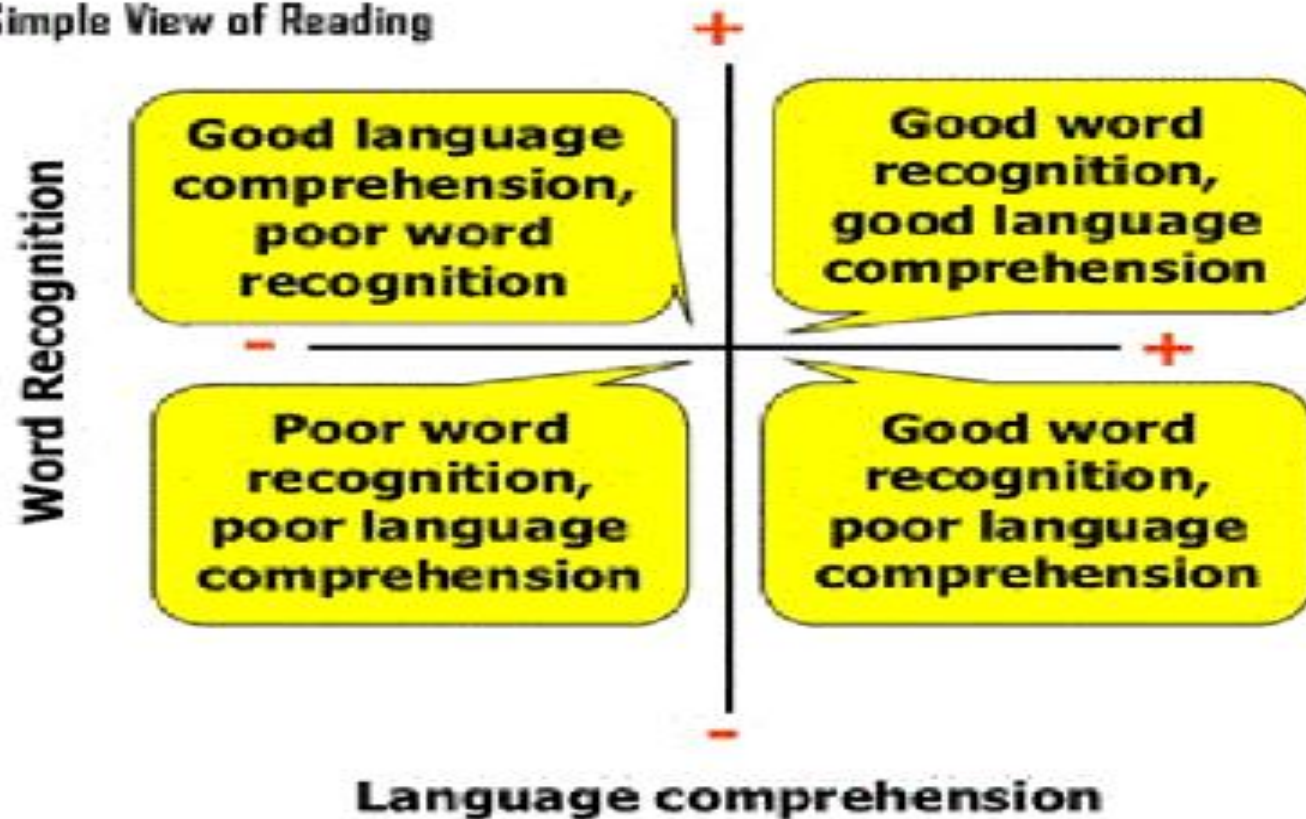 Simple View of Reading
+
Good language
comprehension,
poor word
recognition
Good word
recognition,
good language
comprehension
Word Recognition
-
+
Poor word
recognition,
poor language
comprehension
Good word
recognition,
poor language
comprehension
-
Language comprehension